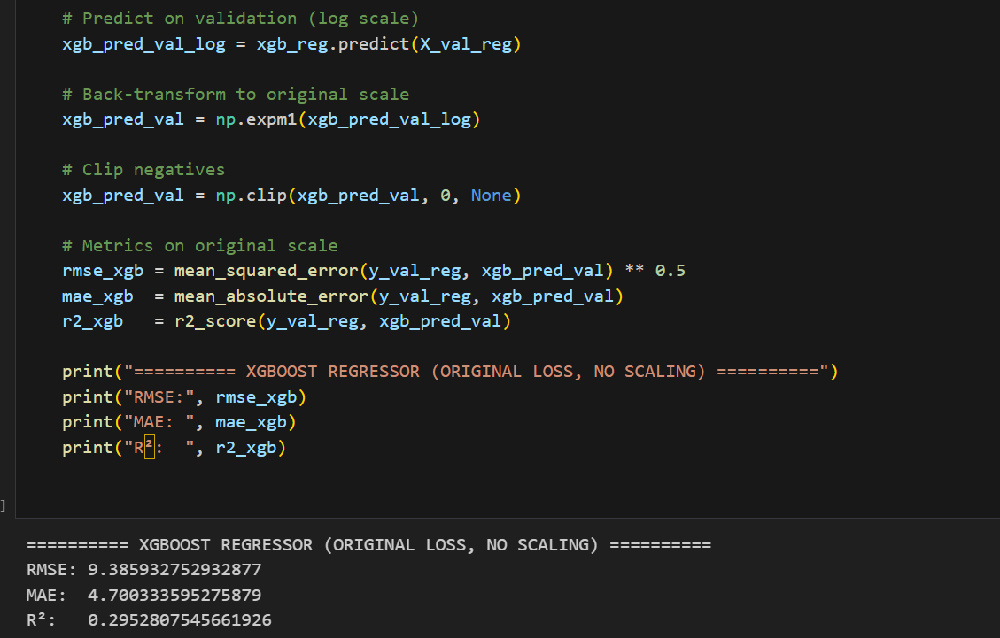 # Predict on validation (log scale)
xgb_pred_val_log = xgb_reg.predict(X_val_reg)
# Back-transform to original scale
xgb_pred_val = np.expm1(xgb_pred_val_log)
# Clip negatives
xgb_pred_val = np.clip(xgb_pred_val, 0, None)
# Metrics on original scale
rmse_xgb = mean_squared_error(y_val_reg, xgb_pred_val) ** 0.5
mae_xgb  = mean_absolute_error(y_val_reg, xgb_pred_val)
r2_xgb   = r2_score(y_val_reg, xgb_pred_val)
print("========== XGBOOST REGRESSOR (ORIGINAL LOSS, NO SCALING) ==========")
print("RMSE:", rmse_xgb)
print("MAE: ", mae_xgb)
print("R²:  ", r2_xgb)
]
========== XGBOOST REGRESSOR (ORIGINAL LOSS, NO SCALING) ==========
RMSE: 9.385932752932877
MAE:  4.700333595275879
R²:   0.2952807545661926